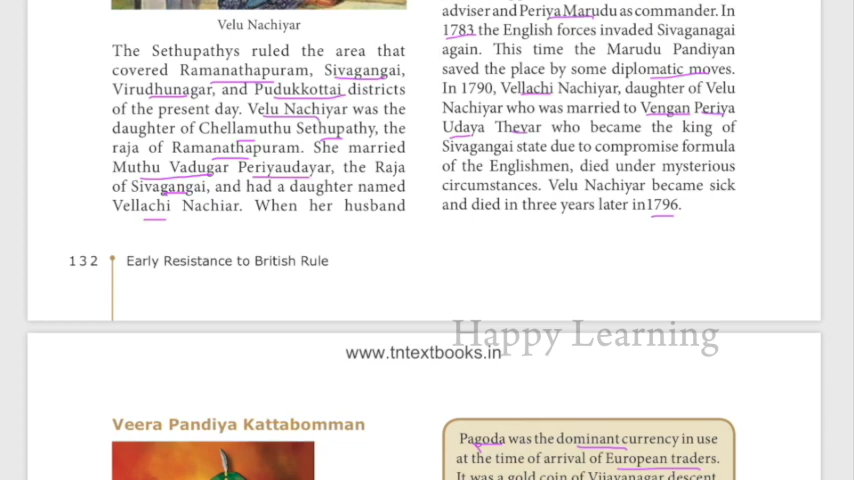 Velu Nachiyar
The Sethupathys ruled the area that
covered Ramanathapuram, Sivagangai,
Virudhunagar, and Pudukkottai districts
of the present day. Velu Nachiyar was the
daughter of Chellamuthu Sethupathy, the
raja of Ramanathapuram. She married
Muthu Vadugar Periyaudayar, the Raja
of Sivagangai, and had a daughter named
Vellachi Nachiar. When her husband
adviser and Periya Marudu as commander. In
1783 the English forces invaded Sivaganagai
again. This time the Marudu Pandiyan
saved the place by some diplomatic moves.
In 1790, Vellachi Nachiyar, daughter of Velu
Nachiyar who was married to Vengan Periya
Udaya Thevar who became the king of
Sivagangai state due to compromise formula
of the Englishmen, died under mysterious
circumstances. Velu Nachiyar became sick
and died in three years later in1796.
132 Early Resistance to British Rule
Happy Learning
www.tntextbooks.in
Veera Pandiya Kattabomman
Pagoda was the dominant currency in use
at the time of arrival of European traders.
It was a gold coin of Vijayanagar descent